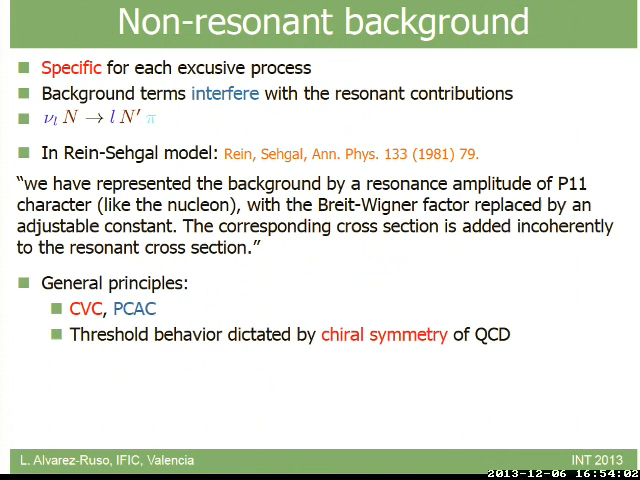 Non-resonant background
Specific for each excusive process
Background terms interfere with the resonant contributions
ν_l N → l N′ π
In Rein-Sehgal model: Rein, Sehgal, Ann. Phys. 133 (1981) 79.
“we have represented the background by a resonance amplitude of P11
character (like the nucleon), with the Breit-Wigner factor replaced by an
adjustable constant. The corresponding cross section is added incoherently
to the resonant cross section.”
General principles:
CVC, PCAC
Threshold behavior dictated by chiral symmetry of QCD
L. Alvarez-Ruso, IFIC, Valencia
INT 2013
2013-12-06 16:54:02